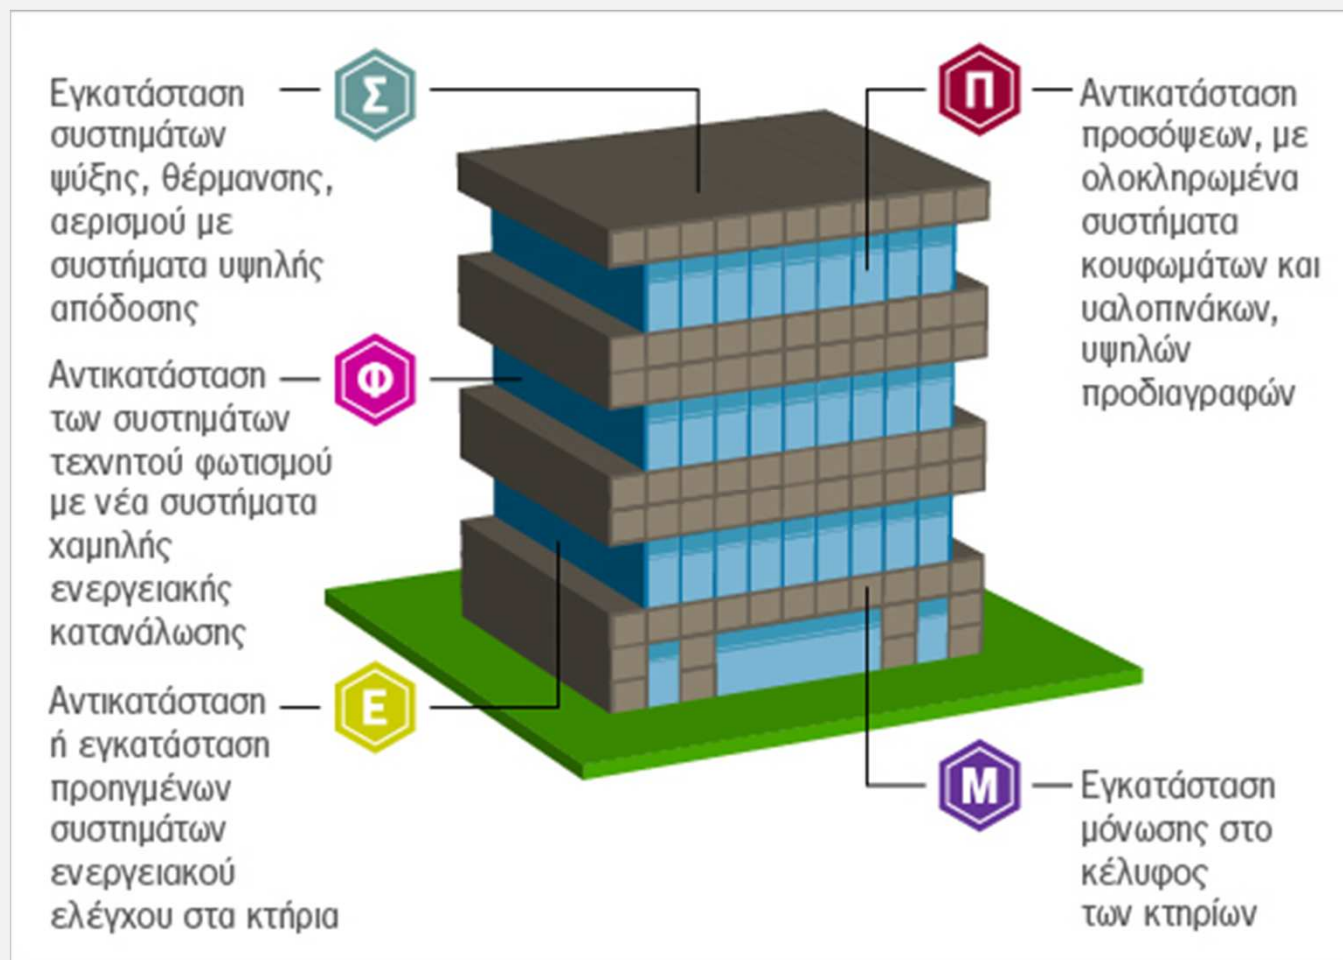 Σ
Εγκατάσταση
συστημάτων
ψύξης, θέρμανσης,
αερισμού με
συστήματα υψηλής
απόδοσης
Φ
Αντικατάσταση
των συστημάτων
τεχνητού φωτισμού
με νέα συστήματα
χαμηλής
ενεργειακής
κατανάλωσης
Ε
Αντικατάσταση
ή εγκατάσταση
προηγμένων
συστημάτων
ενεργειακού
ελέγχου στα κτήρια
Π
Αντικατάσταση
προσόψεων, με
ολοκληρωμένα
συστήματα
κουφωμάτων και
υαλοπινάκων,
υψηλών
προδιαγραφών
Μ
Εγκατάσταση
μόνωσης στο
κέλυφος
των κτηρίων